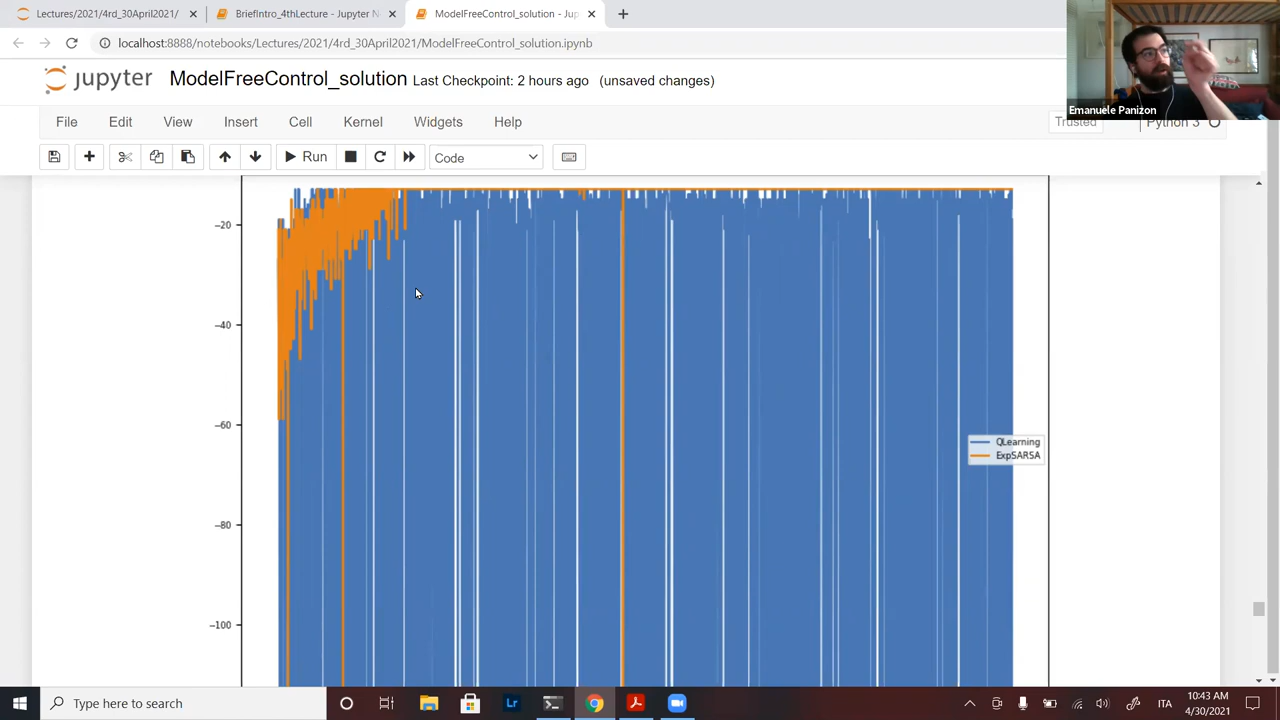 Lectures/2021/4rd_30April2021/
BriefIntro_4thLecture - Jupyter N
ModelFreeControl_solution - Jup
localhost:8888/notebooks/Lectures/2021/4rd_30April2021/ModelFreeControl_solution.ipynb
jupyter ModelFreeControl_solution Last Checkpoint: 2 hours ago (unsaved changes)
Emanuele Panizon
File Edit View Insert Cell Kernel Widgets Help
Trusted Python 3
Run Code
−20
−40
−60
−80
−100
QLearning
ExpSARSA
Type here to search
Lr
ITA
10:43 AM
4/30/2021